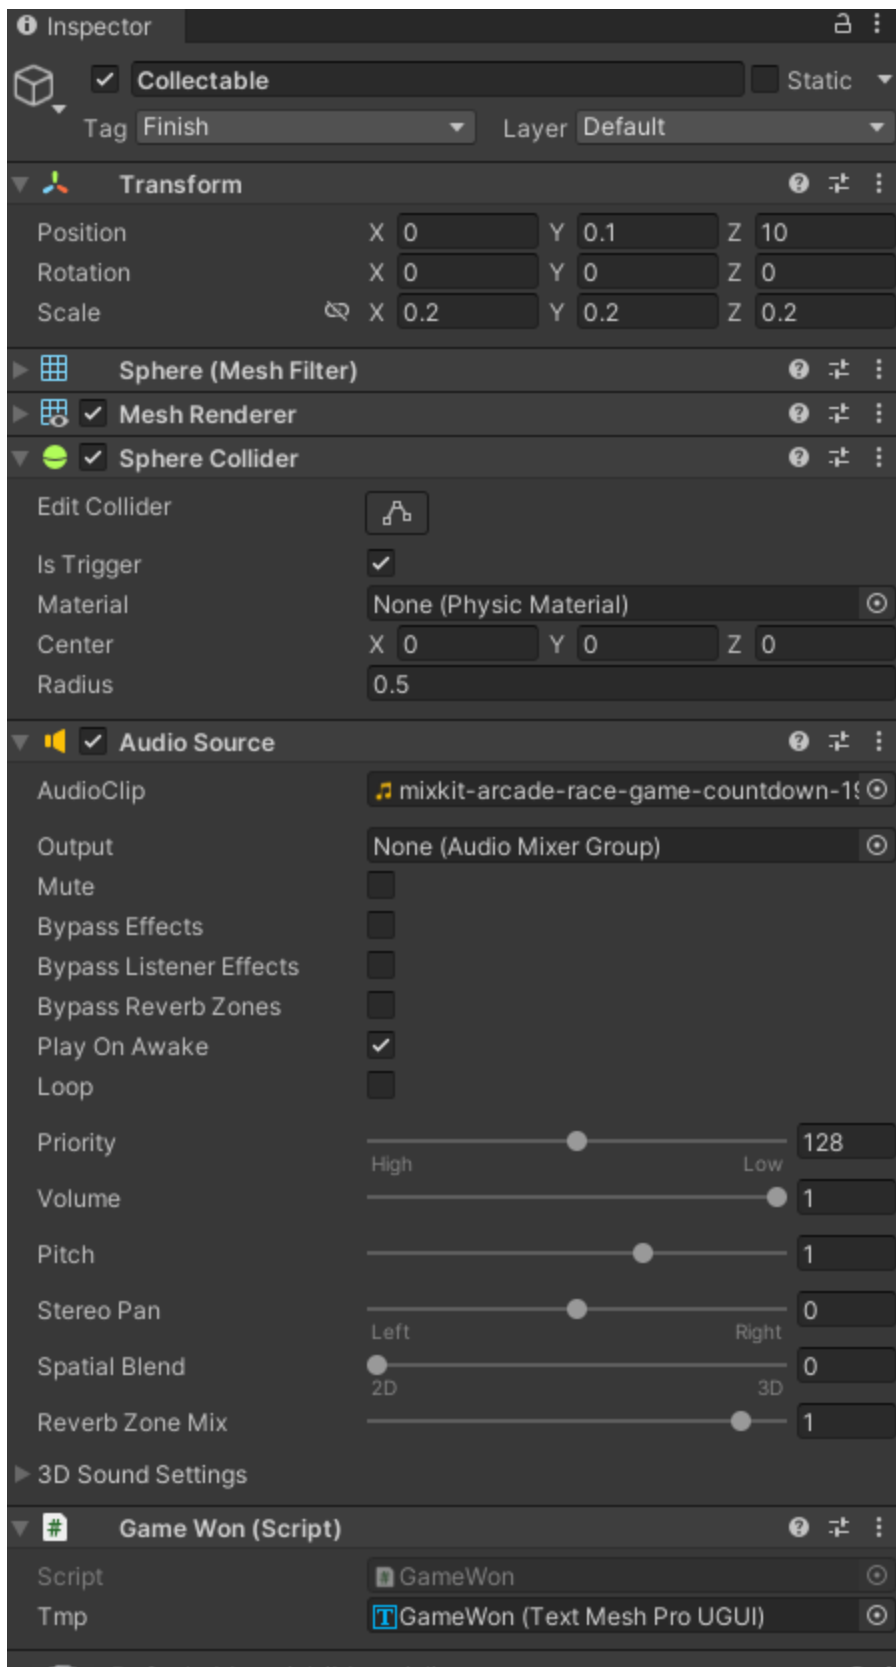 Inspector
Collectable Static
Tag Finish Layer Default
Transform
Position X 0 Y 0.1 Z 10
Rotation X 0 Y 0 Z 0
Scale X 0.2 Y 0.2 Z 0.2
Sphere (Mesh Filter)
Mesh Renderer
Sphere Collider
Edit Collider
Is Trigger
Material None (Physic Material)
Center X 0 Y 0 Z 0
Radius 0.5
Audio Source
AudioClip mixkit-arcade-race-game-countdown-19
Output None (Audio Mixer Group)
Mute
Bypass Effects
Bypass Listener Effects
Bypass Reverb Zones
Play On Awake
Loop
Priority 128
High Low
Volume 1
Pitch 1
Stereo Pan 0
Left Right
Spatial Blend 0
2D 3D
Reverb Zone Mix 1
3D Sound Settings
# Game Won (Script)
Script GameWon
Tmp GameWon (Text Mesh Pro UGUI)